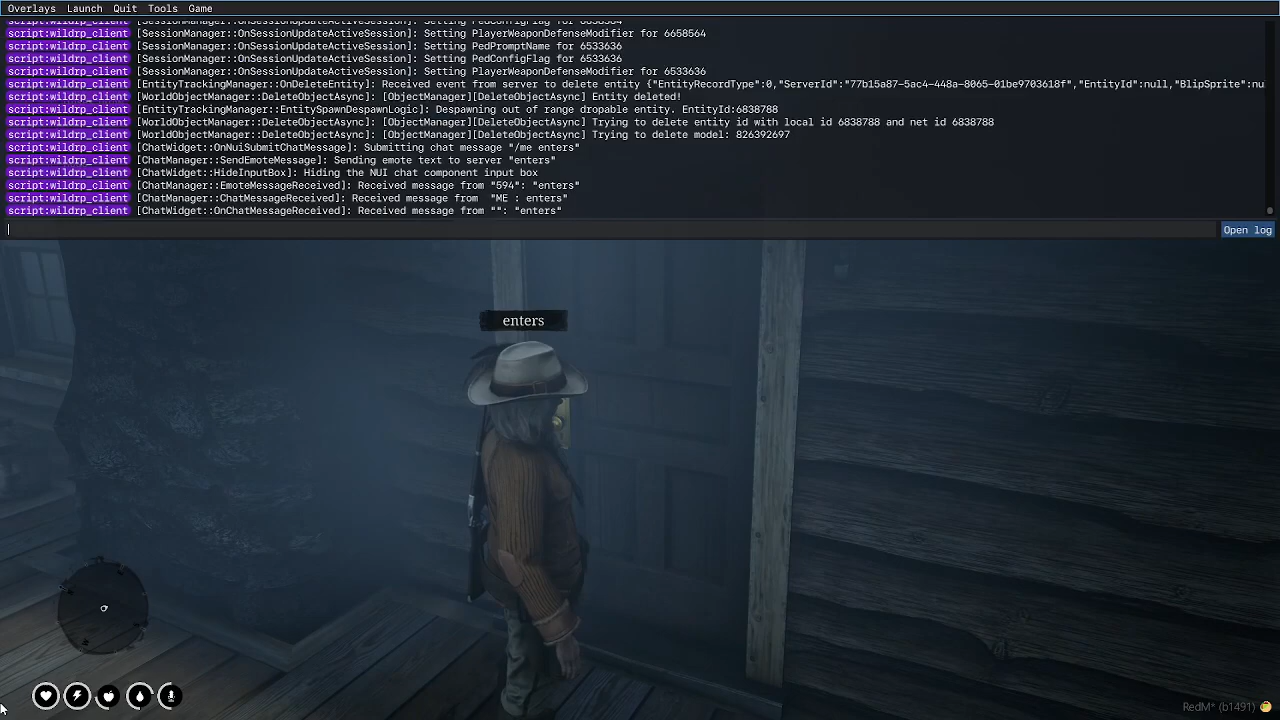 Overlays Launch Quit Tools Game
script:wildrp_client [SessionManager::OnSessionUpdateActiveSession]: Setting PedConfigFlag for 6658564
script:wildrp_client [SessionManager::OnSessionUpdateActiveSession]: Setting PlayerWeaponDefenseModifier for 6658564
script:wildrp_client [SessionManager::OnSessionUpdateActiveSession]: Setting PedPromptName for 6533636
script:wildrp_client [SessionManager::OnSessionUpdateActiveSession]: Setting PedConfigFlag for 6533636
script:wildrp_client [SessionManager::OnSessionUpdateActiveSession]: Setting PlayerWeaponDefenseModifier for 6533636
script:wildrp_client [EntityTrackingManager::OnDeleteEntity]: Received event from server to delete entity {"EntityRecordType":0,"ServerId":"77b15a87-5ac4-448a-8065-01be9703618f","EntityId":null,"BlipSprite":nu
script:wildrp_client [WorldObjectManager::DeleteObjectAsync]: [ObjectManager][DeleteObjectAsync] Entity deleted!
script:wildrp_client [EntityTrackingManager::EntitySpawnDespawnLogic]: Despawning out of range dropable entity. EntityId:6838788
script:wildrp_client [WorldObjectManager::DeleteObjectAsync]: [ObjectManager][DeleteObjectAsync] Trying to delete entity id with local id 6838788 and net id 6838788
script:wildrp_client [WorldObjectManager::DeleteObjectAsync]: [ObjectManager][DeleteObjectAsync] Trying to delete model: 826392697
script:wildrp_client [ChatWidget::OnNuiSubmitChatMessage]: Submitting chat message "/me enters"
script:wildrp_client [ChatManager::SendEmoteMessage]: Sending emote text to server "enters"
script:wildrp_client [ChatWidget::HideInputBox]: Hiding the NUI chat component input box
script:wildrp_client [ChatManager::EmoteMessageReceived]: Received message from "594": "enters"
script:wildrp_client [ChatManager::ChatMessageReceived]: Received message from  "ME : enters"
script:wildrp_client [ChatWidget::OnChatMessageReceived]: Received message from "": "enters"
Open log
enters
RedM* (b1491)